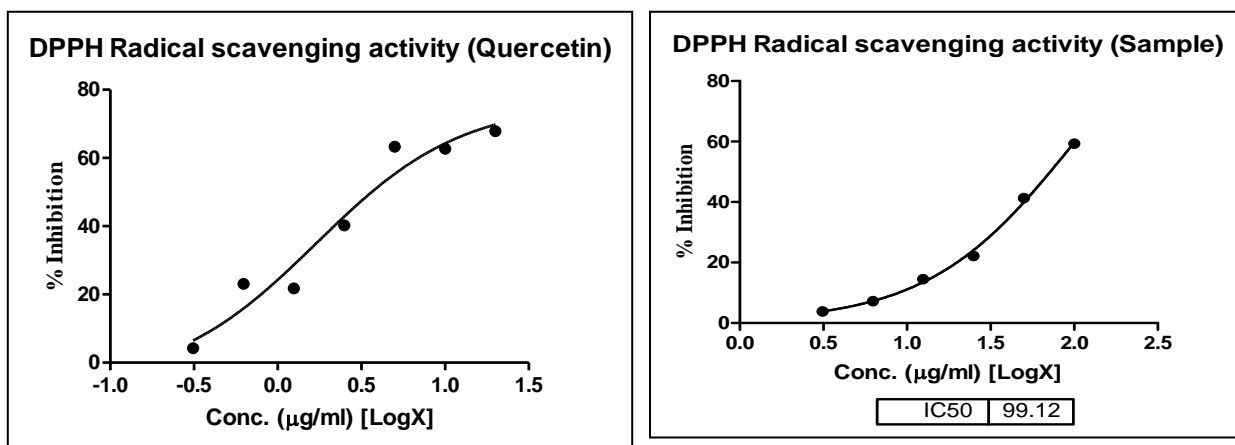 DPPH Radical scavenging activity (Quercetin)
80
60
40
20
0
% Inhibition
-1.0 -0.5 0.0 0.5 1.0 1.5
Conc. (μg/ml) [LogX]
DPPH Radical scavenging activity (Sample)
80
60
40
20
0
% Inhibition
0.0 0.5 1.0 1.5 2.0 2.5
Conc. (μg/ml) [LogX]
IC50 99.12